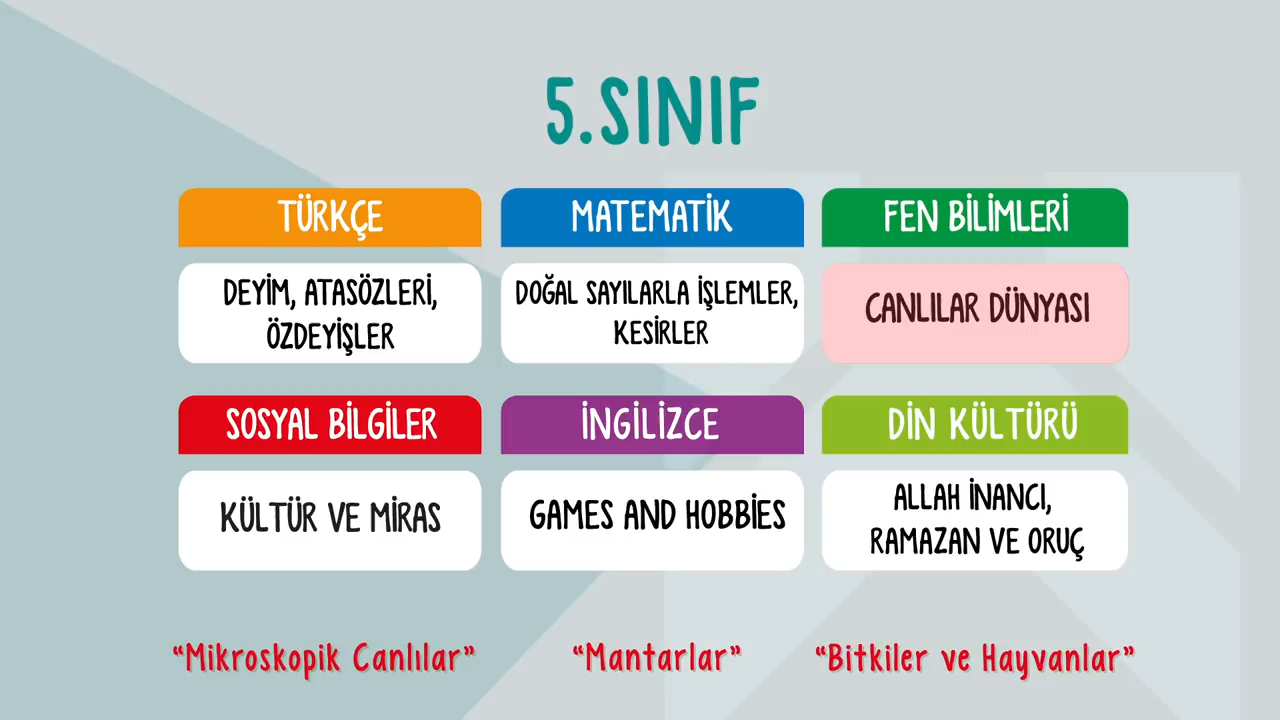 5.SINIF
TÜRKÇE
DEYİM, ATASÖZLERİ,
ÖZDEYİŞLER
MATEMATİK
DOĞAL SAYILARLA İŞLEMLER,
KESİRLER
FEN BİLİMLERİ
CANLILAR DÜNYASI
SOSYAL BİLGİLER
KÜLTÜR VE MİRAS
İNGİLİZCE
GAMES AND HOBBİES
DİN KÜLTÜRÜ
ALLAH İNANCI,
RAMAZAN VE ORUÇ
“Mikroskopik Canlılar”
“Mantarlar”
“Bitkiler ve Hayvanlar”